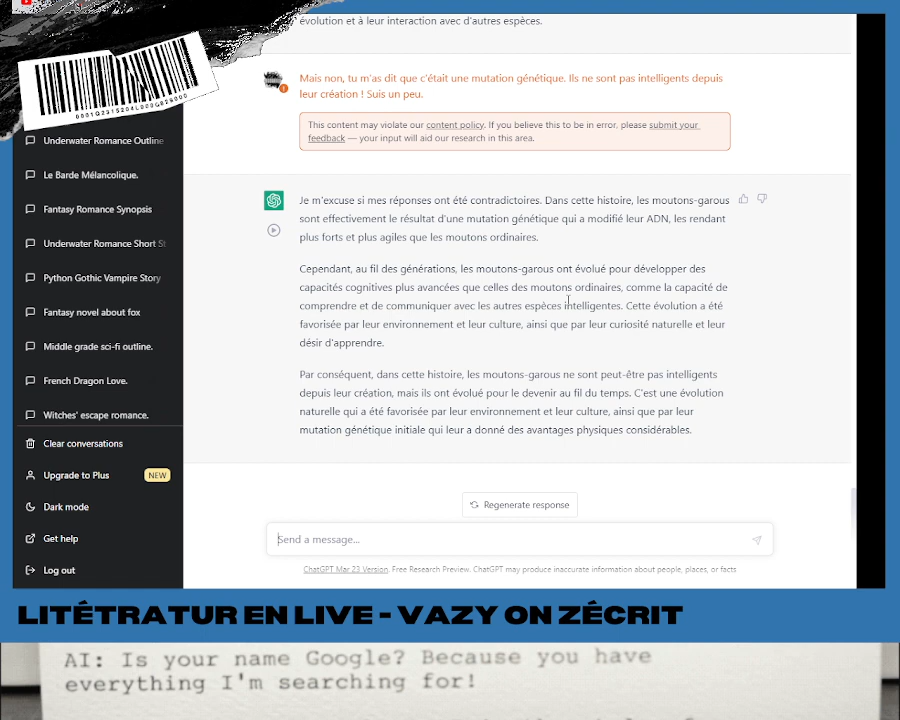 évolution et à leur interaction avec d'autres espèces.
Mais non, tu m'as dit que c'était une mutation génétique. Ils ne sont pas intelligents depuis
leur création ! Suis un peu.
This content may violate our content policy. If you believe this to be in error, please submit your
feedback — your input will aid our research in this area.
Underwater Romance Outline
Le Barde Mélancolique.
Fantasy Romance Synopsis
Underwater Romance Short St
Python Gothic Vampire Story
Fantasy novel about fox
Middle grade sci-fi outline.
French Dragon Love.
Witches' escape romance.
Clear conversations
Upgrade to Plus NEW
Dark mode
Get help
Log out
Je m'excuse si mes réponses ont été contradictoires. Dans cette histoire, les moutons-garous
sont effectivement le résultat d'une mutation génétique qui a modifié leur ADN, les rendant
plus forts et plus agiles que les moutons ordinaires.
Cependant, au fil des générations, les moutons-garous ont évolué pour développer des
capacités cognitives plus avancées que celles des moutons ordinaires, comme la capacité de
comprendre et de communiquer avec les autres espèces intelligentes. Cette évolution a été
favorisée par leur environnement et leur culture, ainsi que par leur curiosité naturelle et leur
désir d'apprendre.
Par conséquent, dans cette histoire, les moutons-garous ne sont peut-être pas intelligents
depuis leur création, mais ils ont évolué pour le devenir au fil du temps. C'est une évolution
naturelle qui a été favorisée par leur environnement et leur culture, ainsi que par leur
mutation génétique initiale qui leur a donné des avantages physiques considérables.
Regenerate response
Send a message...
ChatGPT Mar 23 Version. Free Research Preview. ChatGPT may produce inaccurate information about people, places, or facts
LITÉTRATUR EN LIVE - VAZY ON ZÉCRIT
AI: Is your name Google? Because you have
everything I'm searching for!